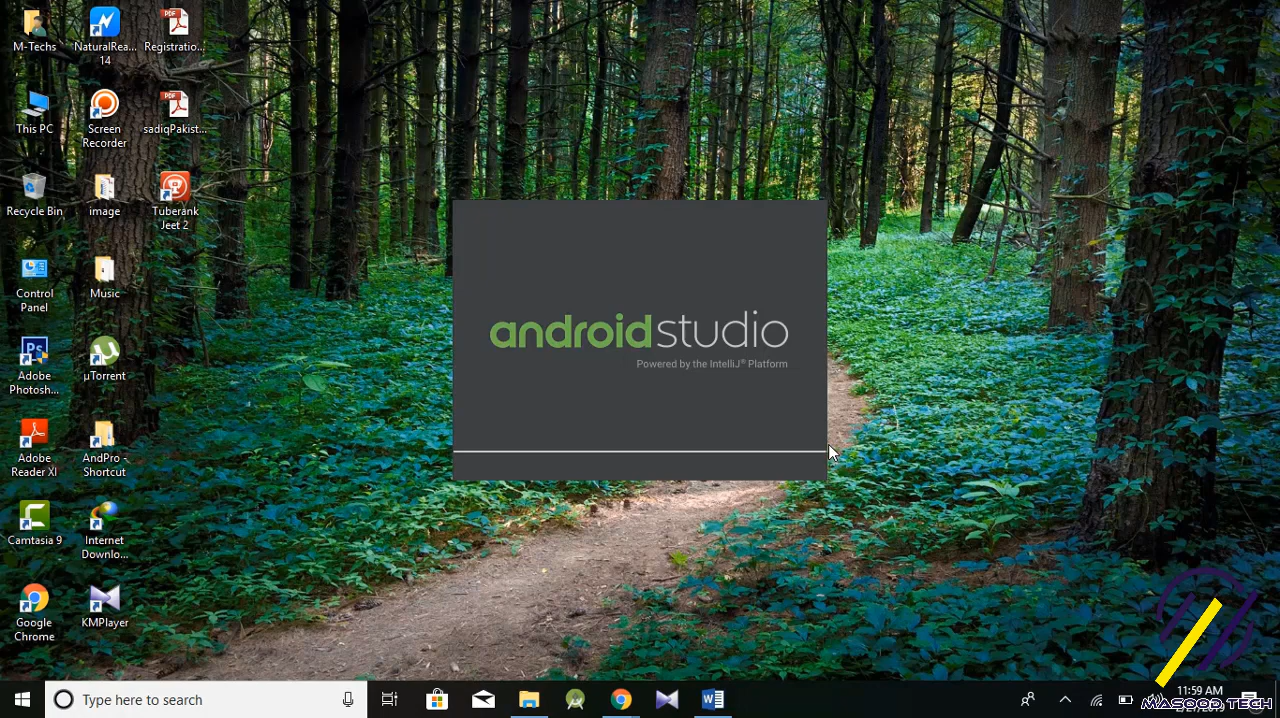 M-Techs
NaturalRea...
14
Registratio...
This PC
Screen
Recorder
sadiqPakist...
Recycle Bin
image
Tuberank
Jeet 2
Control
Panel
Music
Adobe
Photosh...
µTorrent
Adobe
Reader XI
AndPro -
Shortcut
Camtasia 9
Internet
Downlo...
Google
Chrome
KMPlayer
androidstudio
Powered by the IntelliJ® Platform
Type here to search
11:59 AM
MASOOD TECH